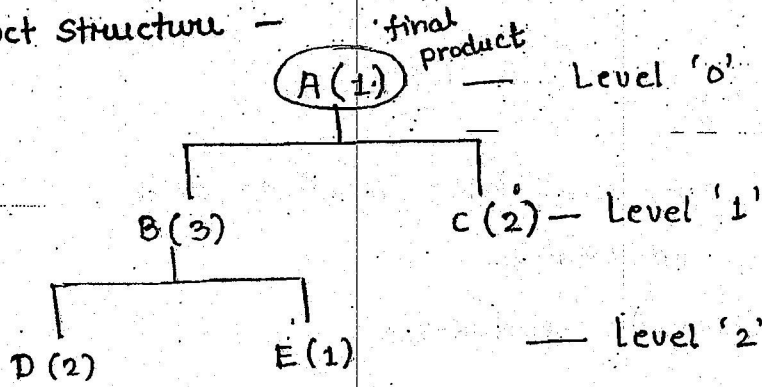 ct Structure - final
product
A(1) — Level '0'
B(3) C(2) — Level '1'
D(2) E(1) — Level '2'